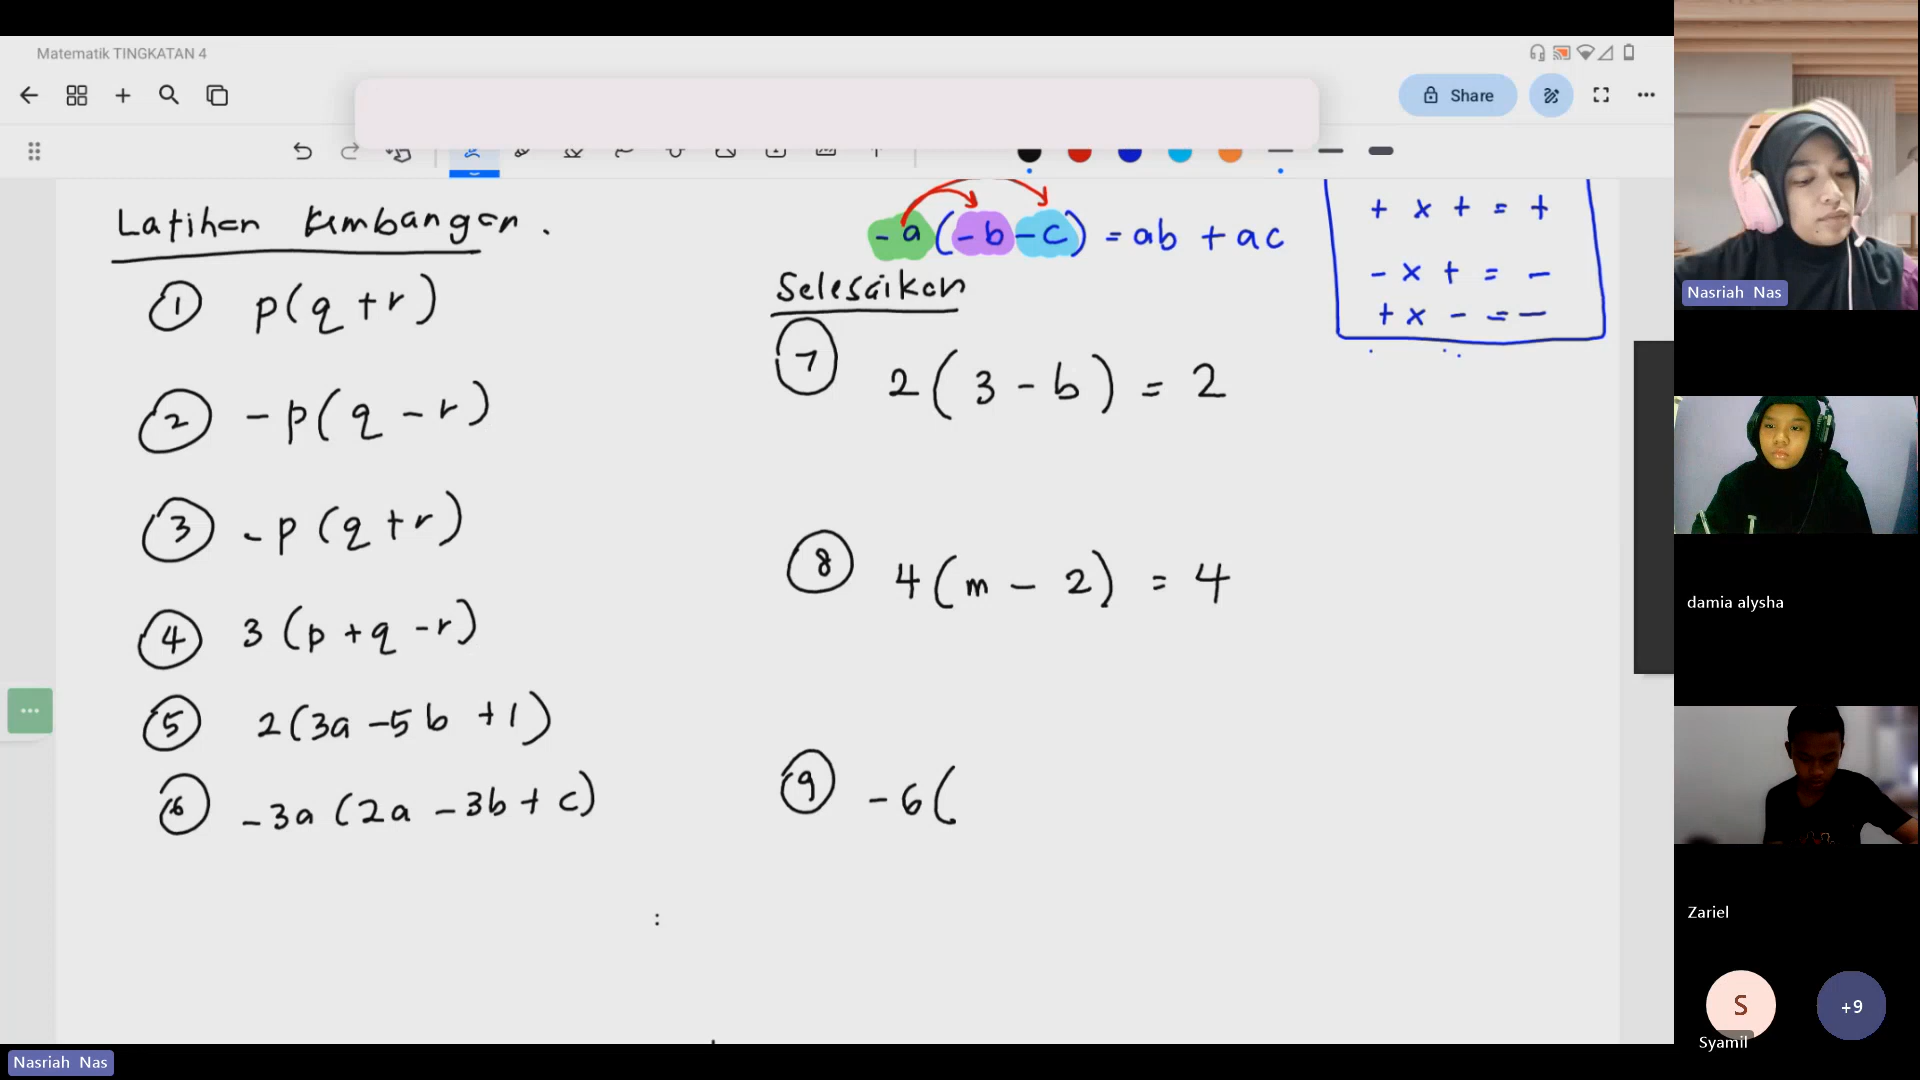 Matematik TINGKATAN 4
Share
Latihan Kembangan.
① p(q + r)
② - p(q - r)
③ - p(q + r)
④ 3(p + q - r)
⑤ 2(3a - 5b + 1)
⑥ - 3a(2a - 3b + c)
- a(- b - c) = ab + ac
Selesaikan
⑦ 2(3 - b) = 2
⑧ 4(m - 2) = 4
⑨ - 6(
+ x + = +
- x + = -
+ x - = -
Nasriah Nas
damia alysha
Zariel
S
Syamil
+9
Nasriah Nas